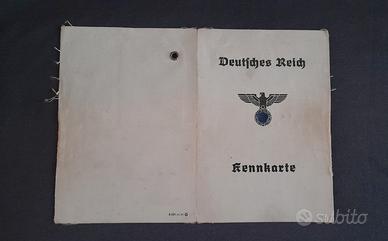 Deutsches Reich
Kennkarte
subito